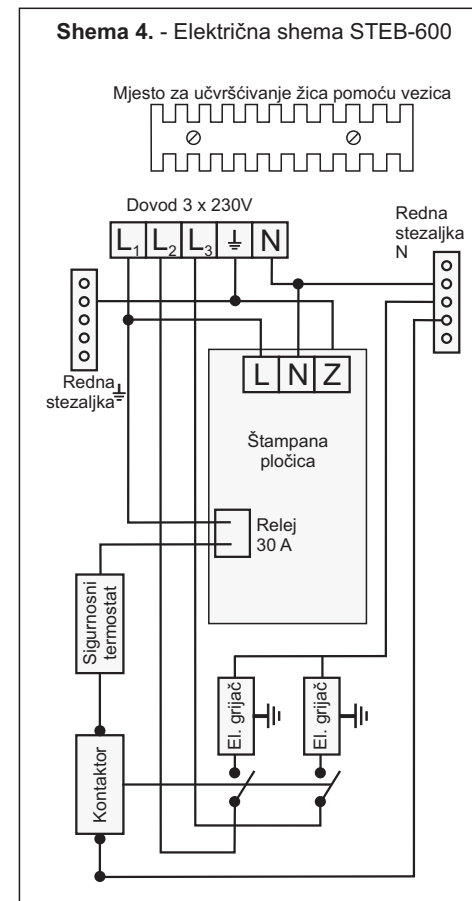 Shema 4. - Električna shema STEB-600
Mjesto za učvršćivanje žica pomoću vezica
Dovod 3 x 230V
L1 L2 L3 ⏚ N
Redna
stezaljka
N
Redna
stezaljka⏚
L N Z
Štampana
pločica
Relej
30 A
Sigurnosni
termostat
El. grijač
El. grijač
Kontaktor